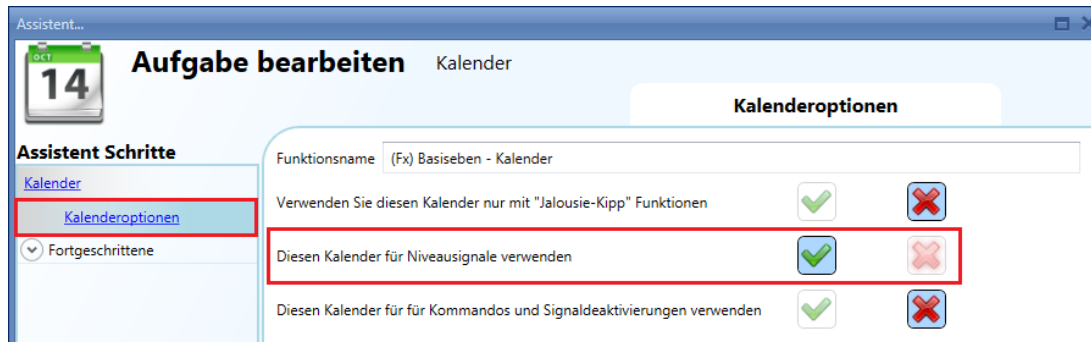 Assistent...
OCT
14
Aufgabe bearbeiten Kalender
Kalenderoptionen
Assistent Schritte
Kalender
Kalenderoptionen
Fortgeschrittene
Funktionsname (Fx) Basiseben - Kalender
Verwenden Sie diesen Kalender nur mit "Jalousie-Kipp" Funktionen
Diesen Kalender für Niveausignale verwenden
Diesen Kalender für für Kommandos und Signaldeaktivierungen verwenden